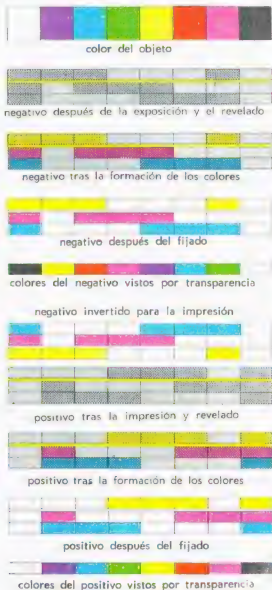 color del objeto
negativo después de la exposición y el revelado
negativo tras la formación de los colores
negativo después del fijado
colores del negativo vistos por transparencia
negativo invertido para la impresión
positivo tras la impresión y revelado
positivo tras la formación de los colores
positivo después del fijado
colores del positivo vistos por transparencia